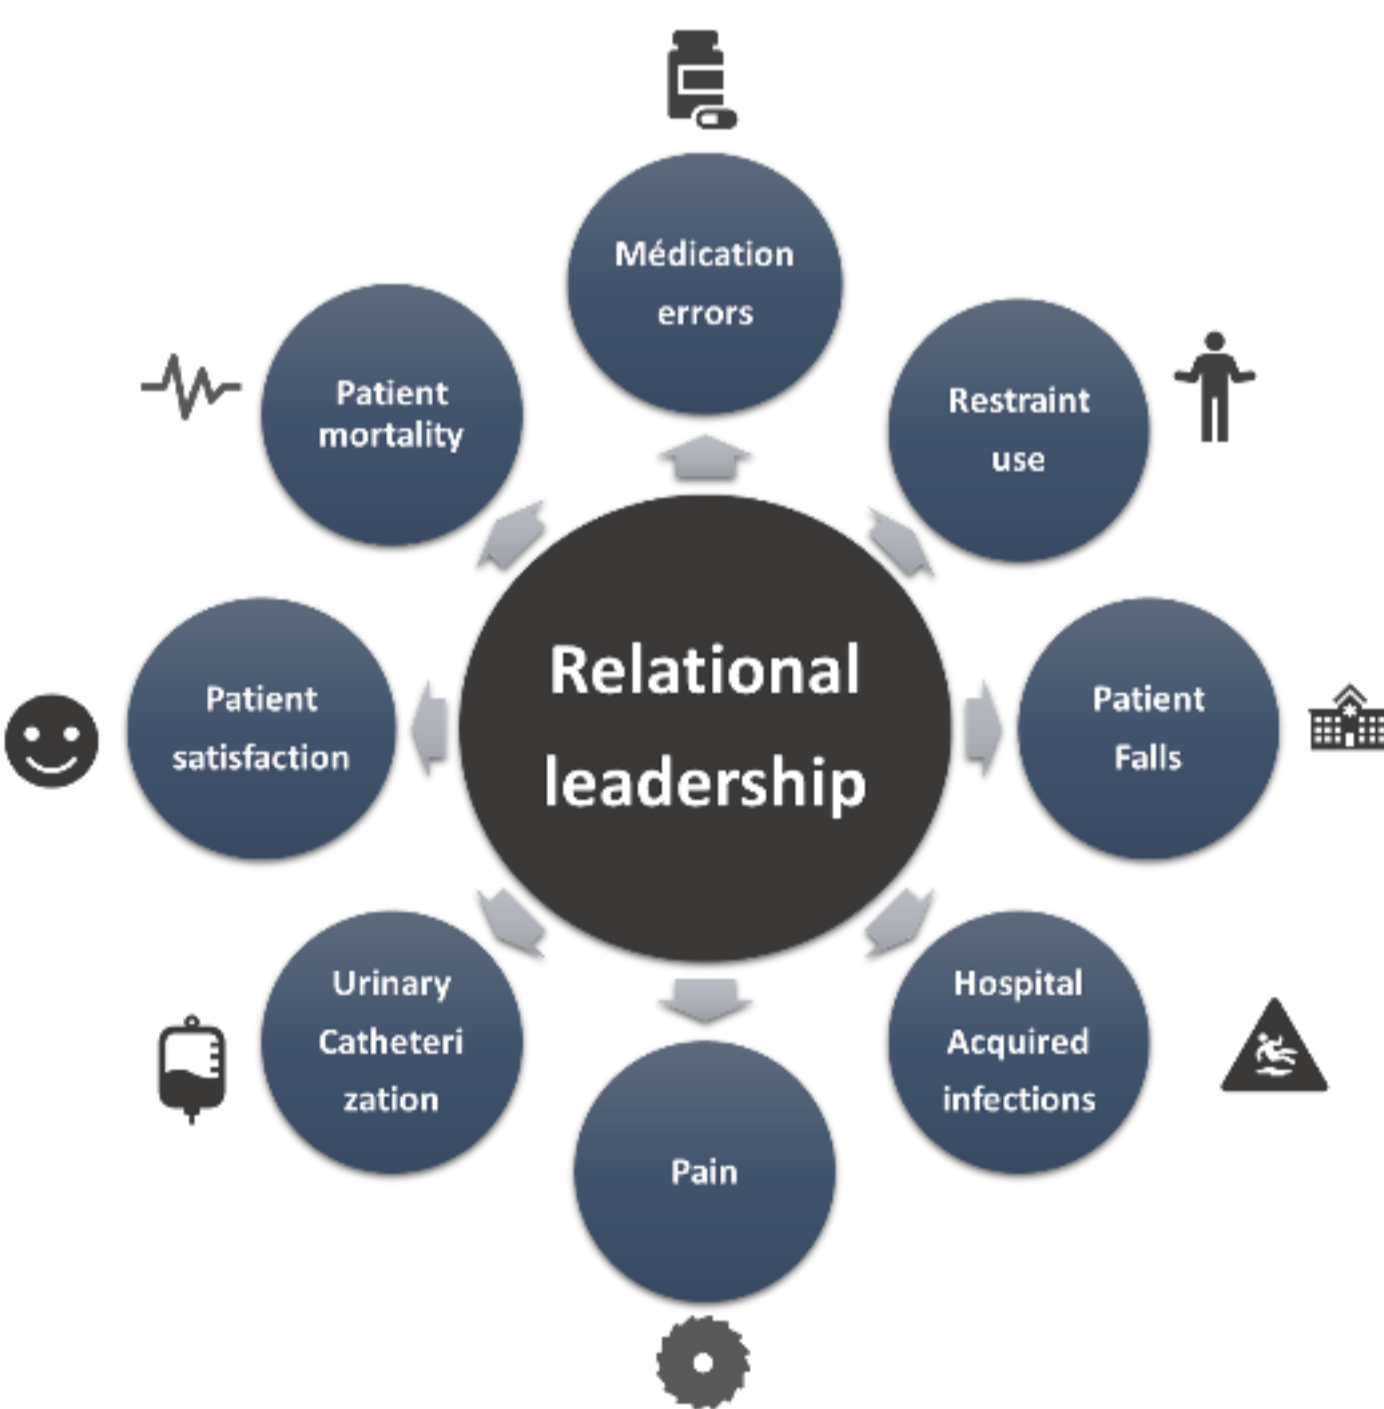 Médication
errors
Restraint
use
Patient
Falls
Hospital
Acquired
infections
Pain
Urinary
Catheteri
zation
Patient
satisfaction
Patient
mortality
Relational
leadership